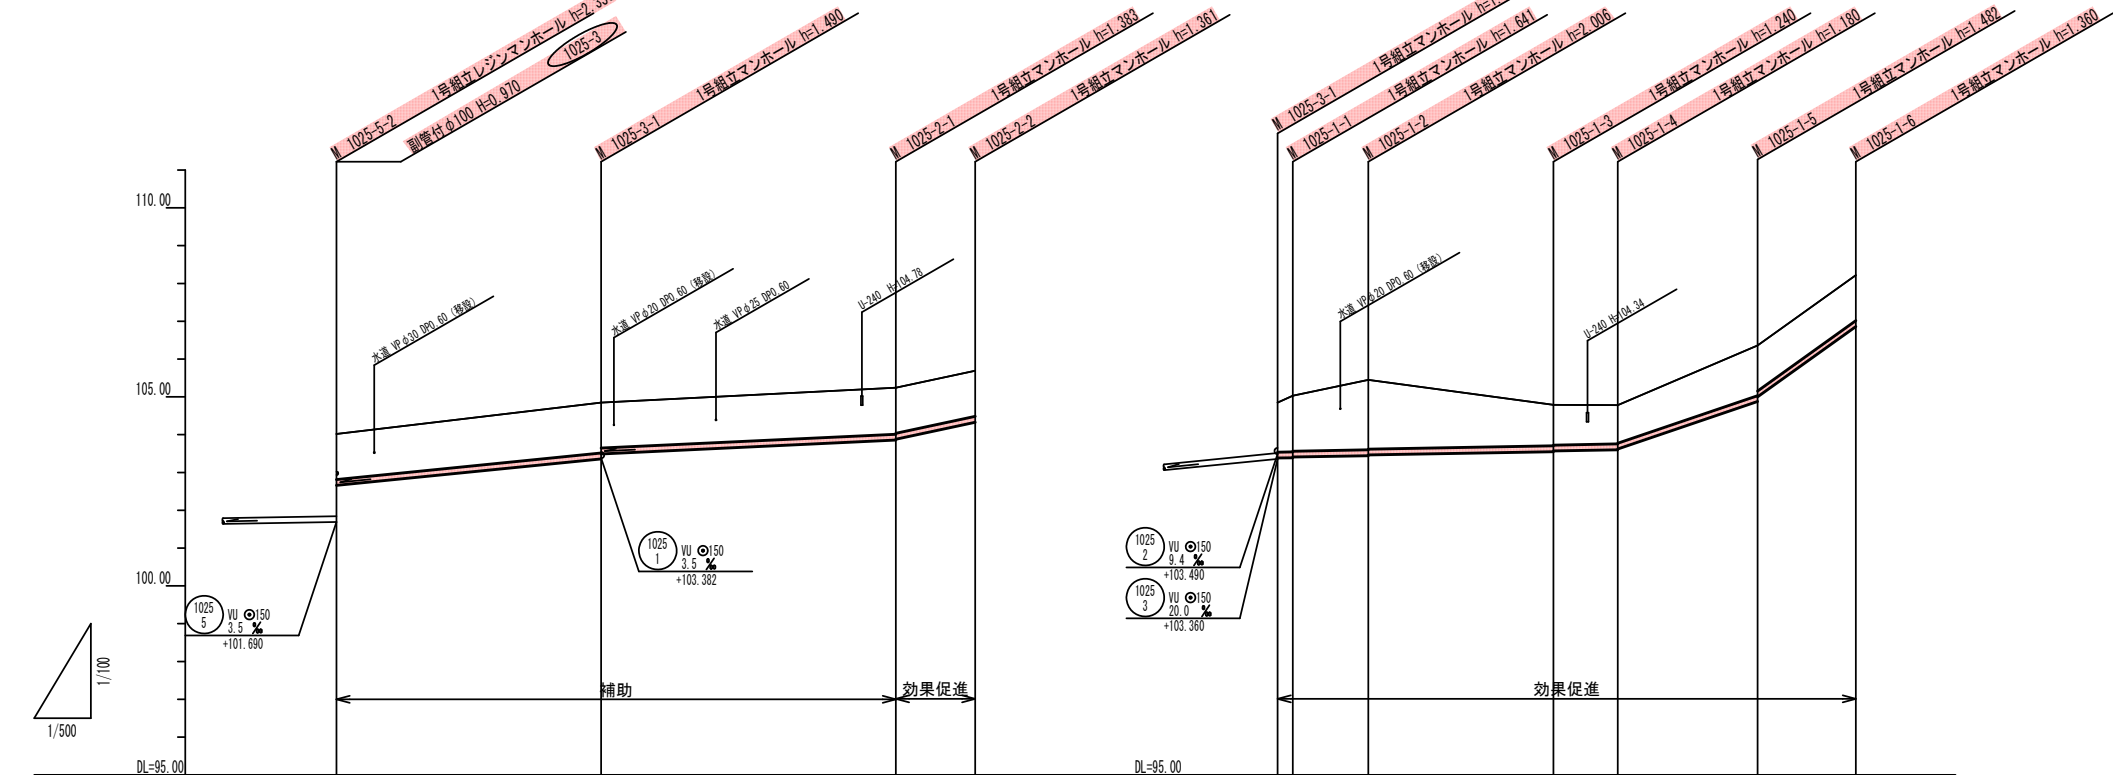 M 1025-5-2 1号組立レジンマンホール
副管付φ100 H=0.970
1025-3
M 1025-3-1 1号組立マンホール h=1.490
M 1025-2-1 1号組立マンホール h=1.383
M 1025-2-2 1号組立マンホール h=1.361
M 1025-3-1 1号組立マンホール
M 1025-1-1 1号組立マンホール h=1.641
M 1025-1-2 1号組立マンホール h=2.006
M 1025-1-3 1号組立マンホール h=1.240
M 1025-1-4 1号組立マンホール h=1.180
M 1025-1-5 1号組立マンホール h=1.482
M 1025-1-6 1号組立マンホール h=1.360
110.00
105.00
100.00
DL=95.00
水道 VPφ30 DP0.60 (移設)
水道 VPφ20 DP0.60 (移設)
水道 VPφ25 DP0.60
U-240 H=104.78
水道 VPφ20 DP0.60 (移設)
U-240 H=104.34
1025
5
VU ⊙150
3.5 ‰
+101.690
1025
1
VU ⊙150
3.5 ‰
+103.382
1025
2
VU ⊙150
9.4 ‰
+103.490
1025
3
VU ⊙150
20.0 ‰
+103.360
1/100
1/500
補助
効果促進
効果促進
DL=95.00